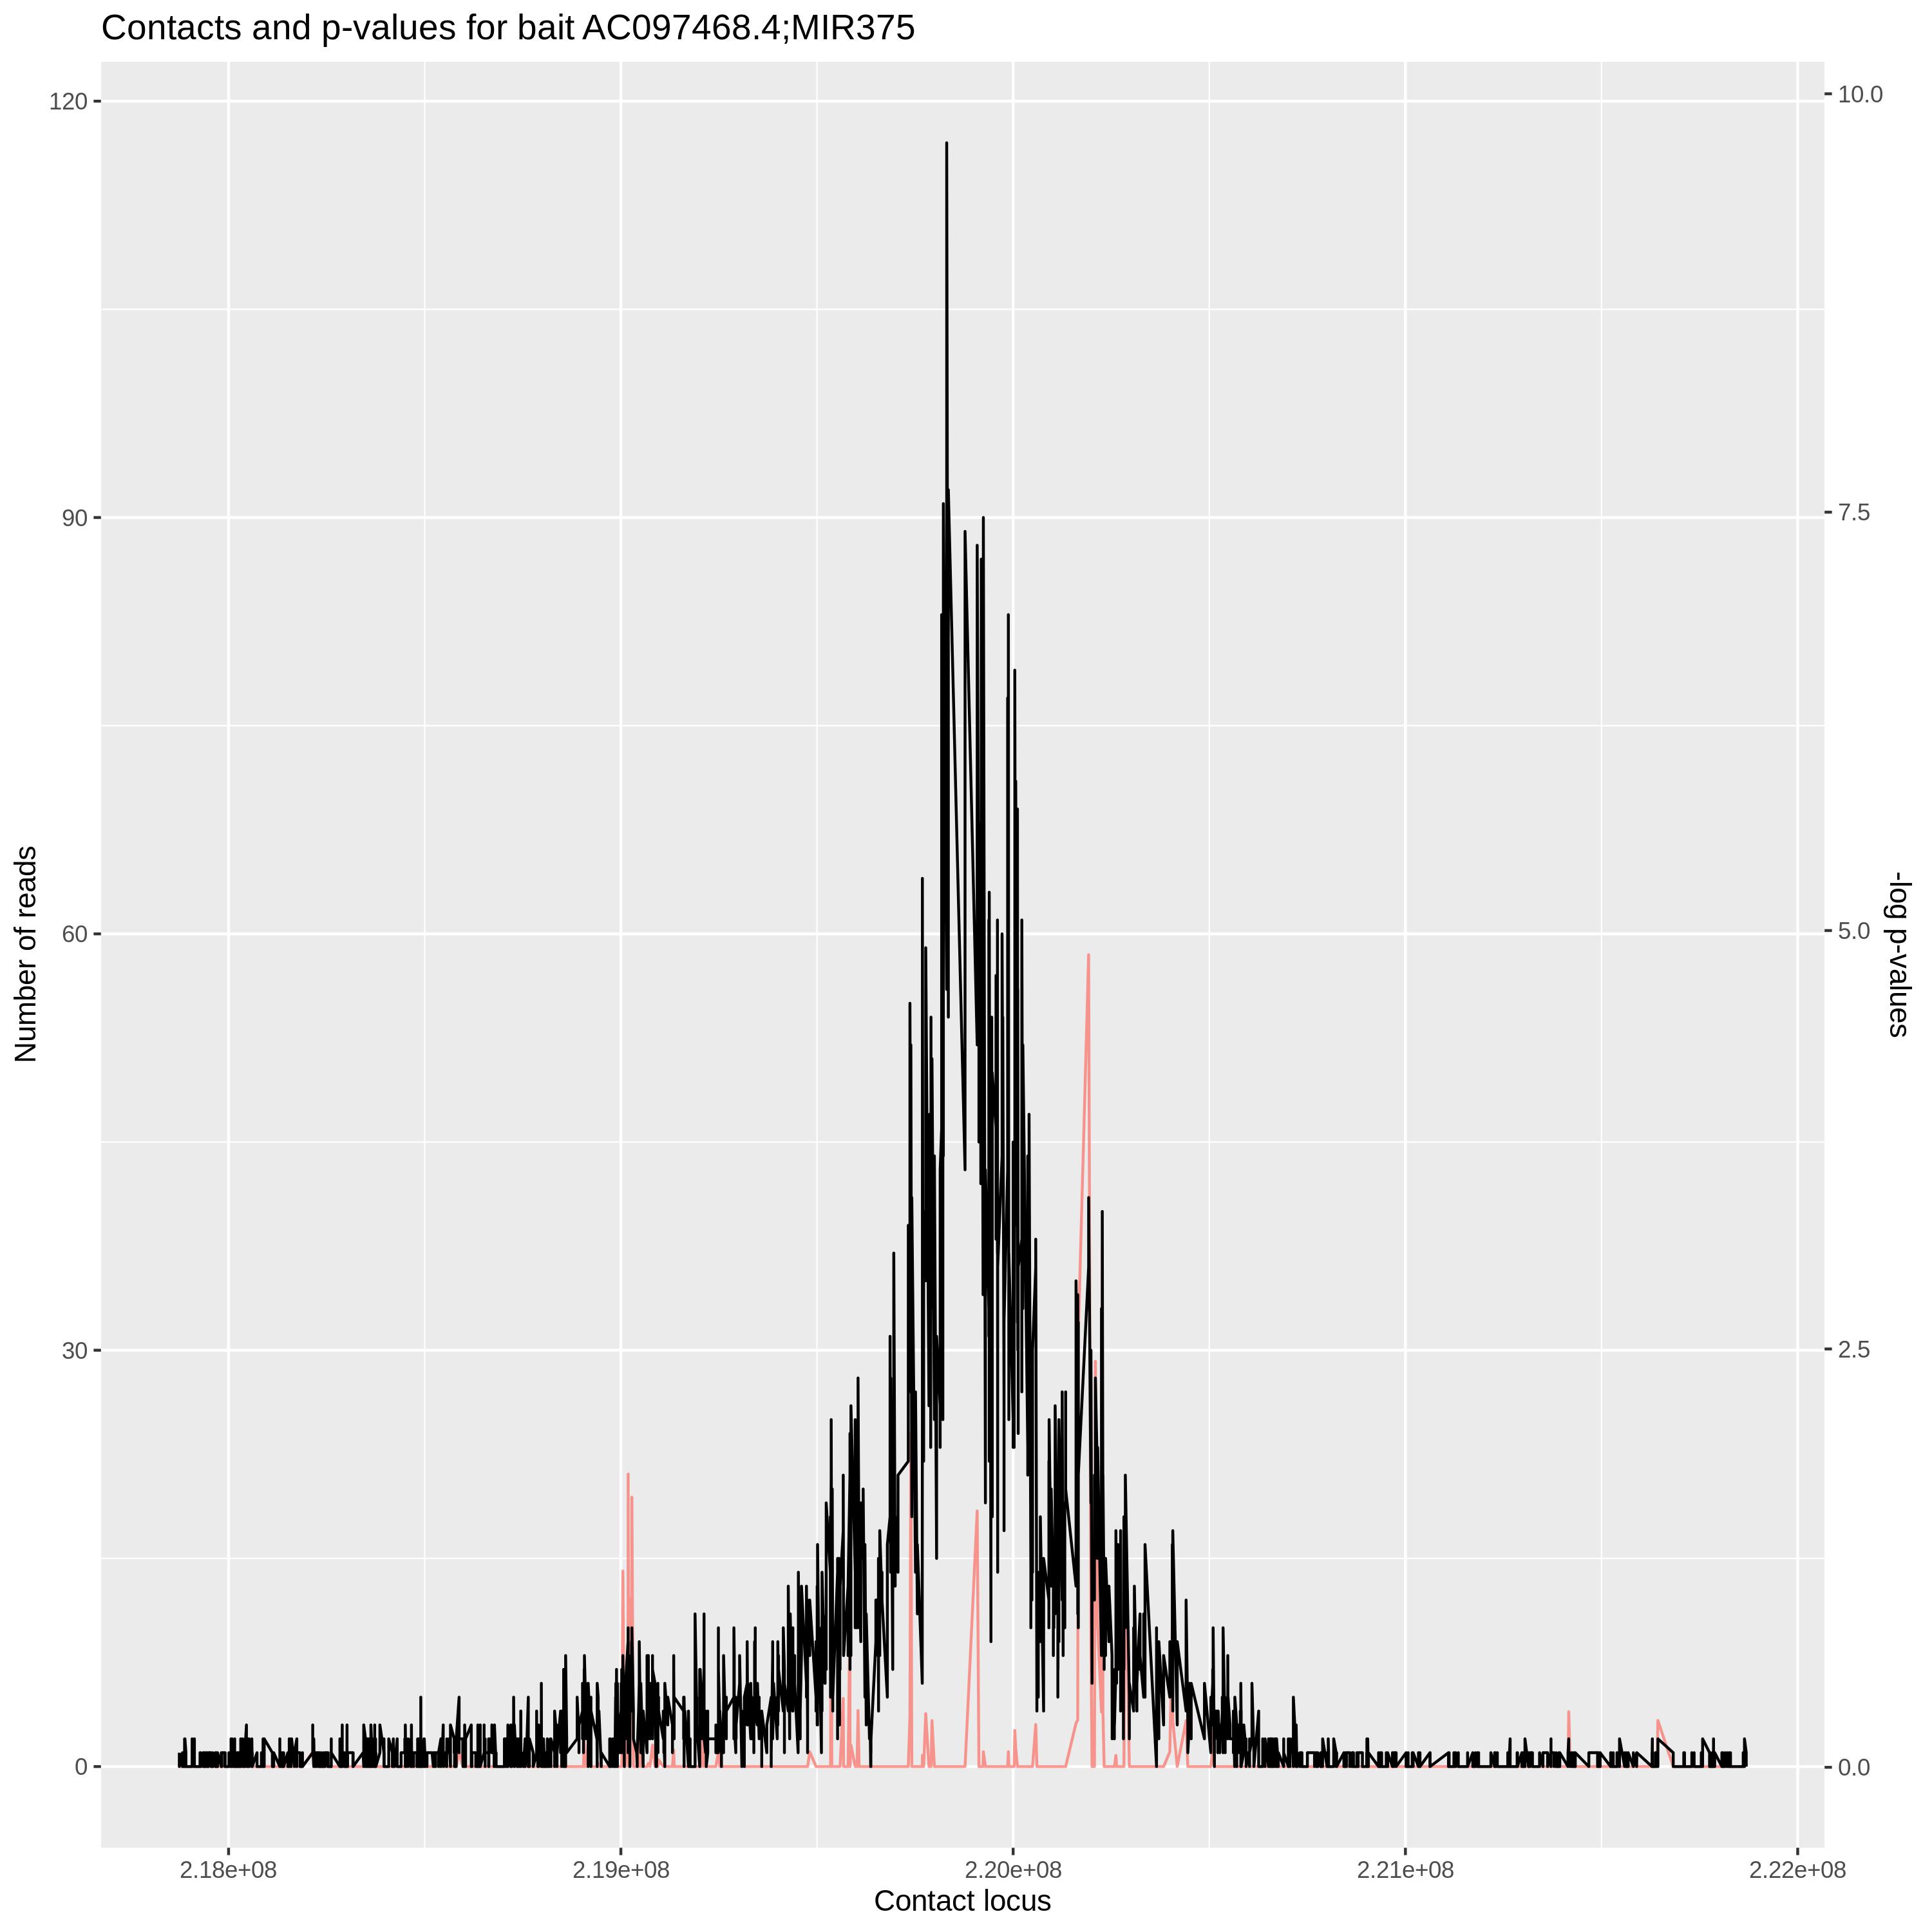 Contacts and p-values for bait AC097468.4;MIR375
120
90
60
30
0
10.0
7.5
5.0
2.5
0.0
Number of reads
-log p-values
2.18e+08
2.19e+08
2.20e+08
2.21e+08
2.22e+08
Contact locus